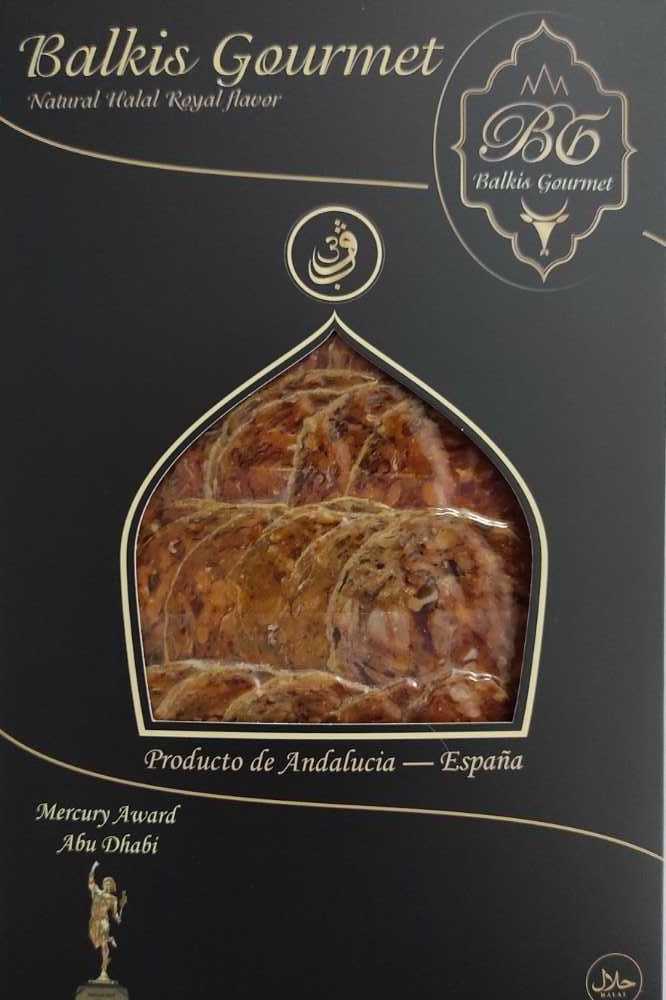 Balkis Gourmet
Natural Halal Royal flavor
BG
Balkis Gourmet
Producto de Andalucia — España
Mercury Award
Abu Dhabi
حلال
HALAL